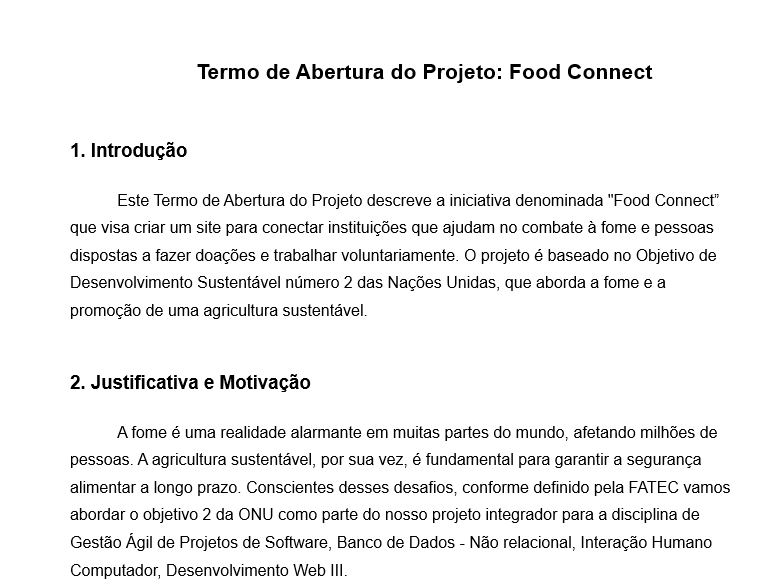 Termo de Abertura do Projeto: Food Connect
1. Introdução
Este Termo de Abertura do Projeto descreve a iniciativa denominada "Food Connect”
que visa criar um site para conectar instituições que ajudam no combate à fome e pessoas
dispostas a fazer doações e trabalhar voluntariamente. O projeto é baseado no Objetivo de
Desenvolvimento Sustentável número 2 das Nações Unidas, que aborda a fome e a
promoção de uma agricultura sustentável.
2. Justificativa e Motivação
A fome é uma realidade alarmante em muitas partes do mundo, afetando milhões de
pessoas. A agricultura sustentável, por sua vez, é fundamental para garantir a segurança
alimentar a longo prazo. Conscientes desses desafios, conforme definido pela FATEC vamos
abordar o objetivo 2 da ONU como parte do nosso projeto integrador para a disciplina de
Gestão Ágil de Projetos de Software, Banco de Dados - Não relacional, Interação Humano
Computador, Desenvolvimento Web III.